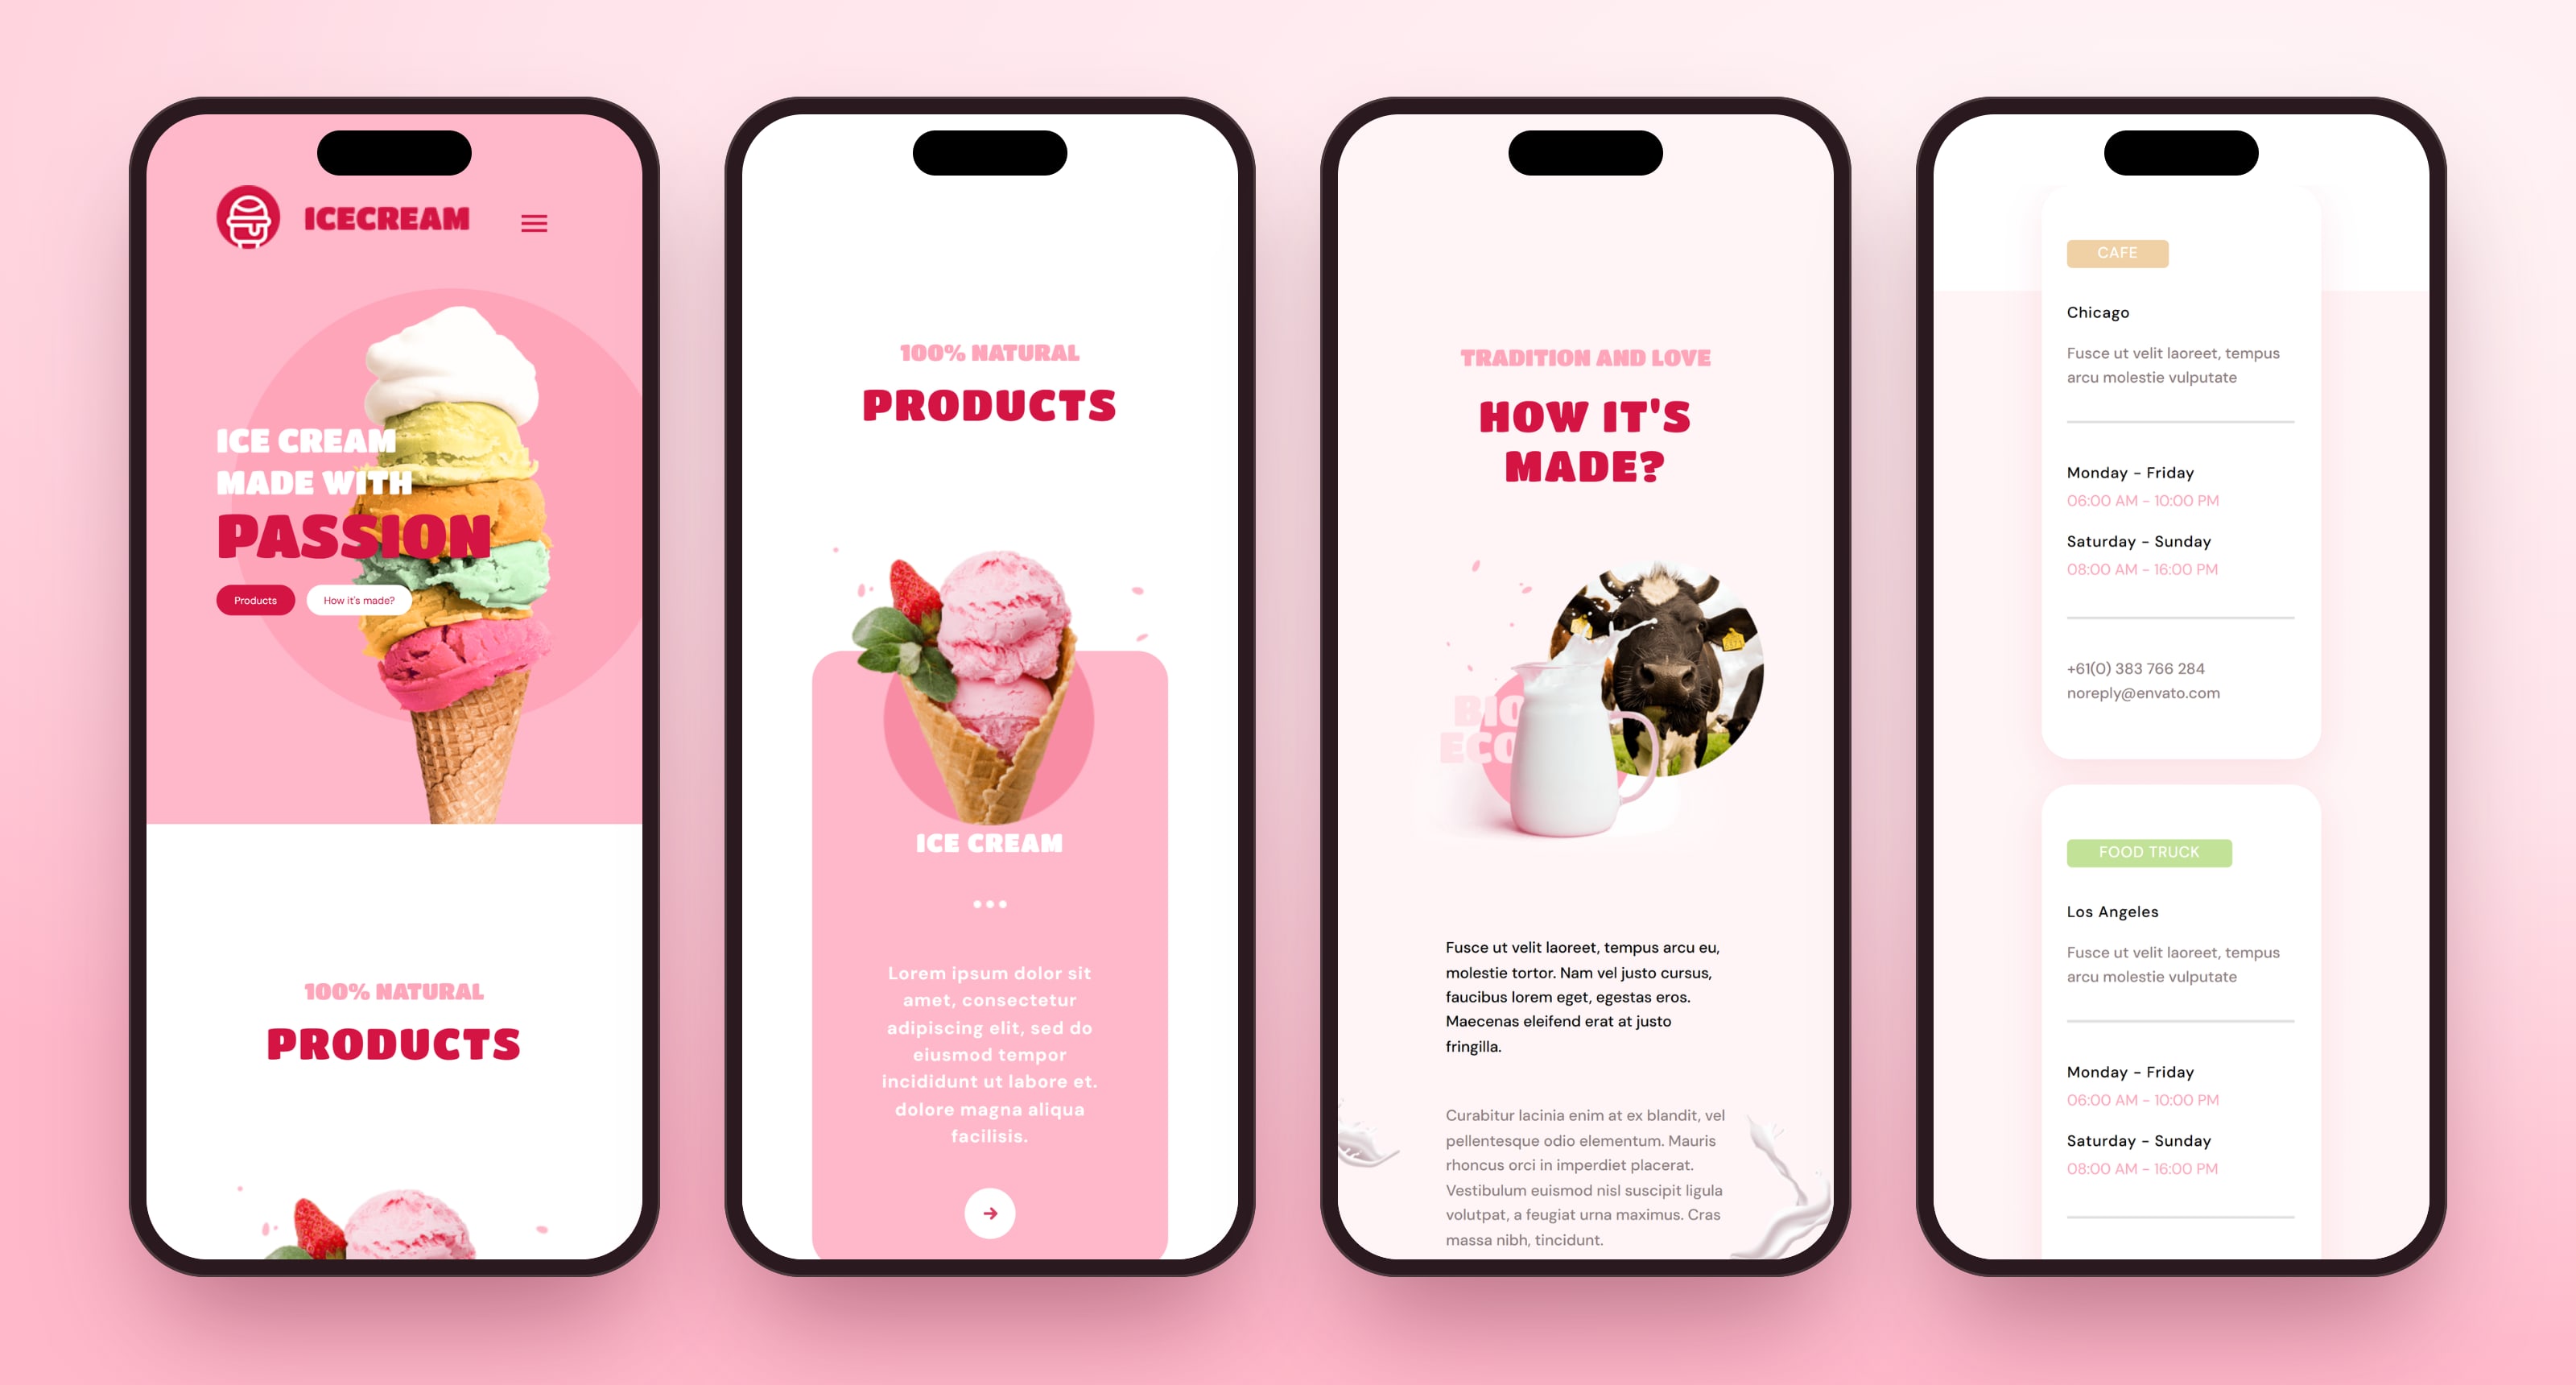 ICECREAM
ICE CREAM
MADE WITH
PASSION
Products
How it's made?
100% NATURAL
PRODUCTS
100% NATURAL
PRODUCTS
ICE CREAM
Lorem ipsum dolor sit
amet, consectetur
adipiscing elit, sed do
eiusmod tempor
incididunt ut labore et.
dolore magna aliqua
facilisis.
TRADITION AND LOVE
HOW IT'S
MADE?
BIO
ECO
Fusce ut velit laoreet, tempus arcu eu,
molestie tortor. Nam vel justo cursus,
faucibus lorem eget, egestas eros.
Maecenas eleifend erat at justo
fringilla.
Curabitur lacinia enim at ex blandit, vel
pellentesque odio elementum. Mauris
rhoncus orci in imperdiet placerat.
Vestibulum euismod nisl suscipit ligula
volutpat, a feugiat urna maximus. Cras
massa nibh, tincidunt.
CAFE
Chicago
Fusce ut velit laoreet, tempus
arcu molestie vulputate
Monday - Friday
06:00 AM - 10:00 PM
Saturday - Sunday
08:00 AM - 16:00 PM
+61(0) 383 766 284
noreply@envato.com
FOOD TRUCK
Los Angeles
Fusce ut velit laoreet, tempus
arcu molestie vulputate
Monday - Friday
06:00 AM - 10:00 PM
Saturday - Sunday
08:00 AM - 16:00 PM